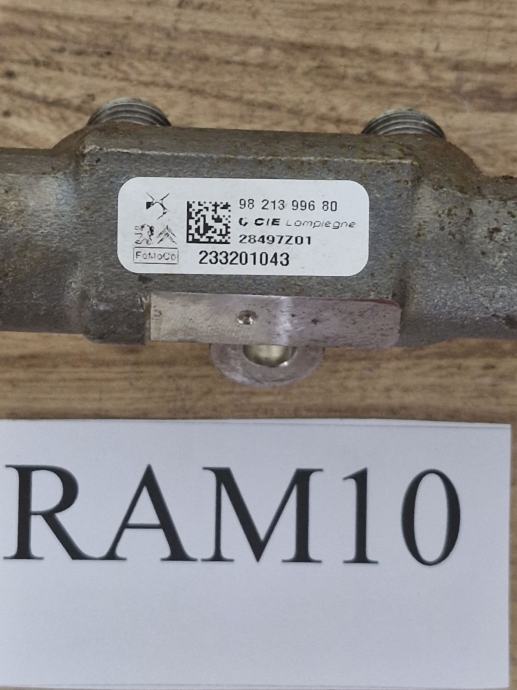 98 213 996 80
CIE Compiegne
28497Z01
FoMoCo
233201043
RAM10